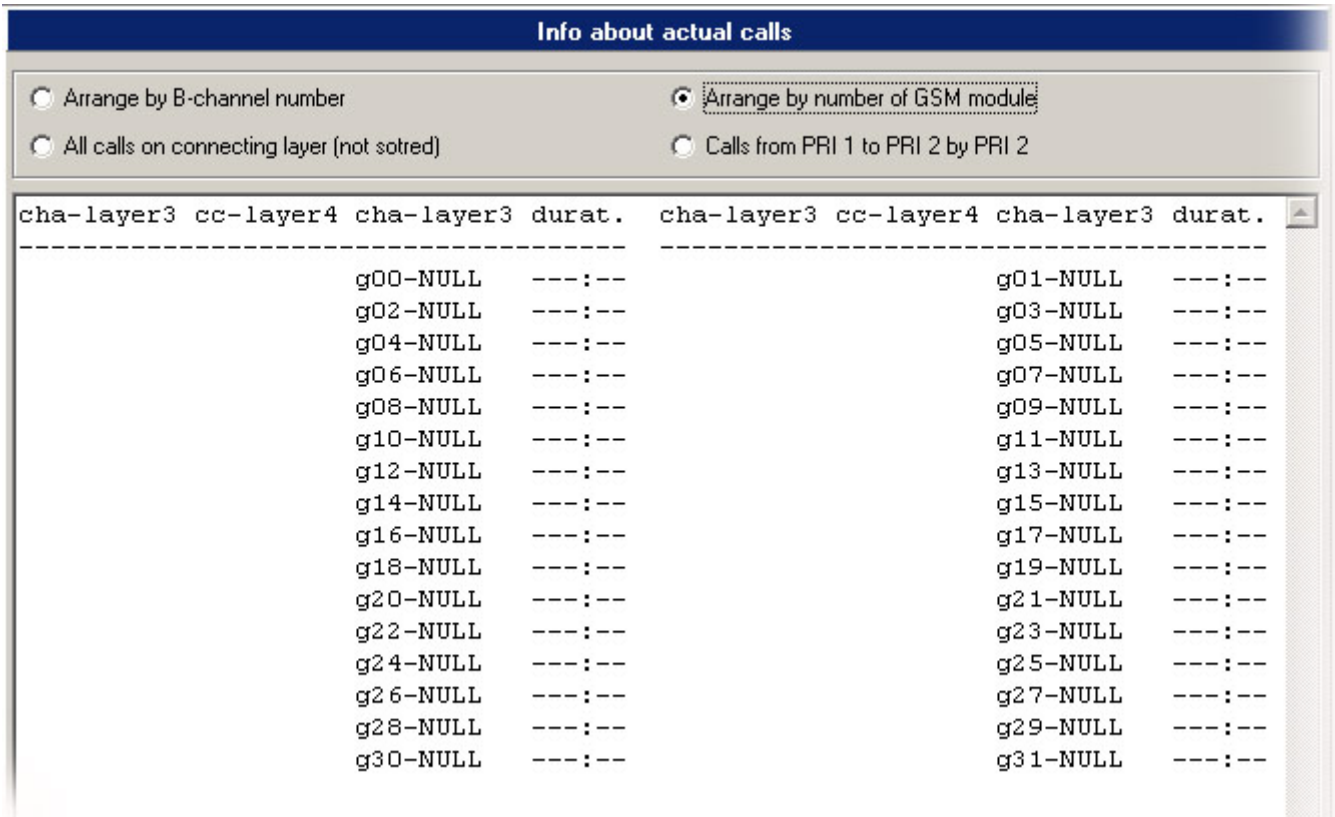 Info about actual calls
Arrange by B-channel number Arrange by number of GSM module
All calls on connecting layer (not sotred) Calls from PRI 1 to PRI 2 by PRI 2
cha-layer3 cc-layer4 cha-layer3 durat. cha-layer3 cc-layer4 cha-layer3 durat.
-------------------------------------- --------------------------------------
g00-NULL ---:-- g01-NULL ---:--
g02-NULL ---:-- g03-NULL ---:--
g04-NULL ---:-- g05-NULL ---:--
g06-NULL ---:-- g07-NULL ---:--
g08-NULL ---:-- g09-NULL ---:--
g10-NULL ---:-- g11-NULL ---:--
g12-NULL ---:-- g13-NULL ---:--
g14-NULL ---:-- g15-NULL ---:--
g16-NULL ---:-- g17-NULL ---:--
g18-NULL ---:-- g19-NULL ---:--
g20-NULL ---:-- g21-NULL ---:--
g22-NULL ---:-- g23-NULL ---:--
g24-NULL ---:-- g25-NULL ---:--
g26-NULL ---:-- g27-NULL ---:--
g28-NULL ---:-- g29-NULL ---:--
g30-NULL ---:-- g31-NULL ---:--